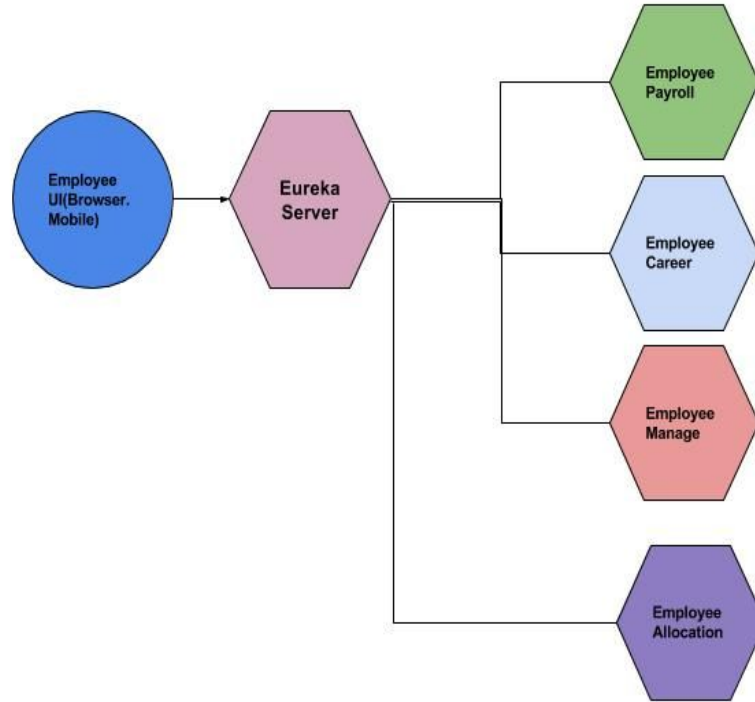 Employee
UI(Browser.
Mobile)
Eureka
Server
Employee
Payroll
Employee
Career
Employee
Manage
Employee
Allocation